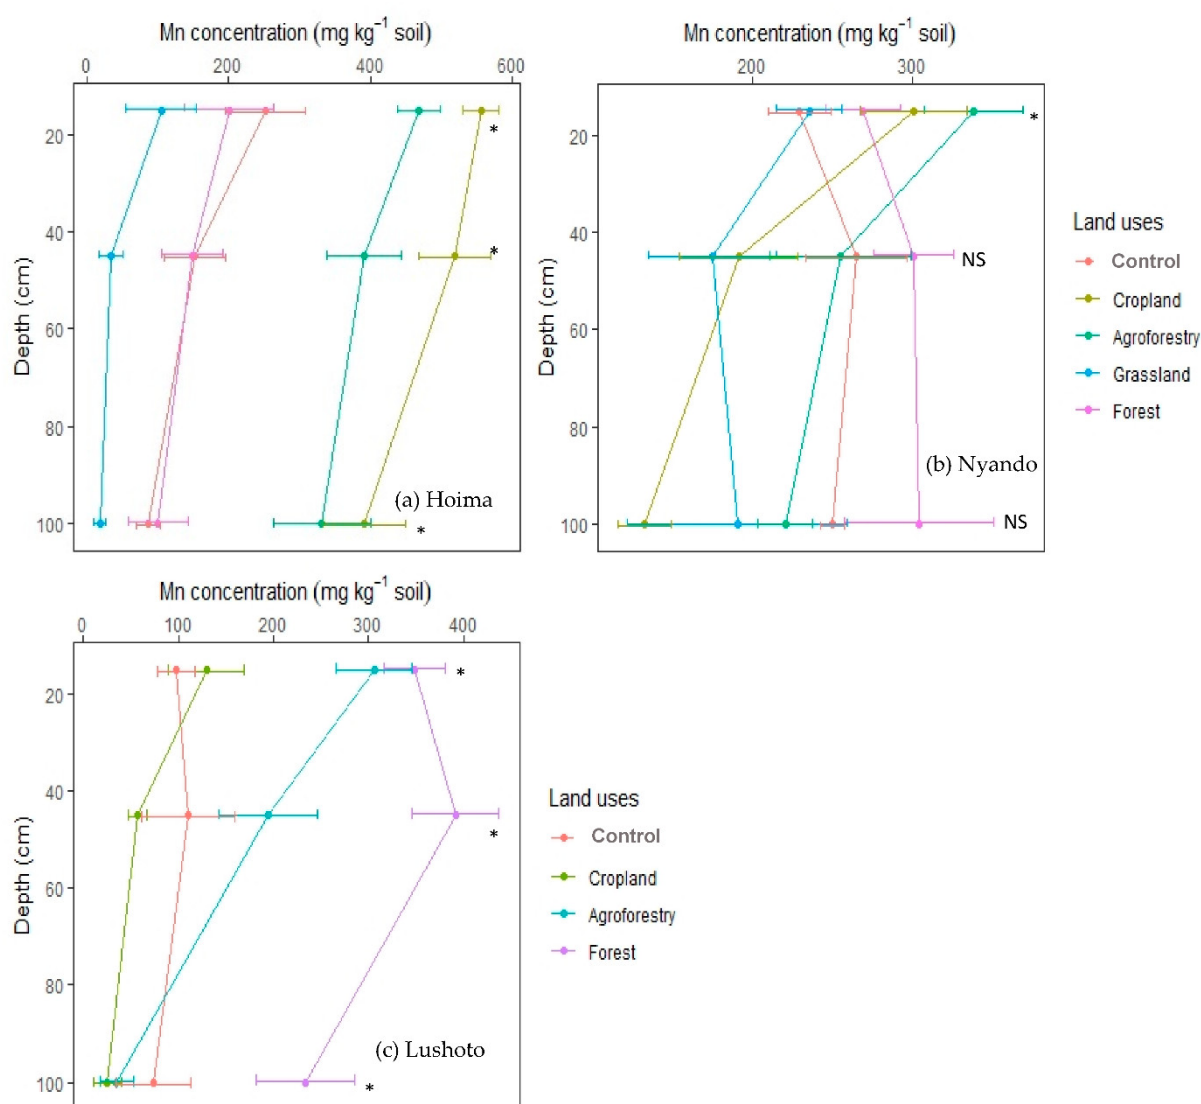 Mn concentration (mg kg⁻¹ soil)
0 200 400 600
Depth (cm)
20
40
60
80
100
*
*
*
(a) Hoima
Mn concentration (mg kg⁻¹ soil)
200 300
Depth (cm)
20
40
60
80
100
*
NS
NS
(b) Nyando
Land uses
Control
Cropland
Agroforestry
Grassland
Forest
Mn concentration (mg kg⁻¹ soil)
0 100 200 300 400
Depth (cm)
20
40
60
80
100
*
*
*
(c) Lushoto
Land uses
Control
Cropland
Agroforestry
Forest